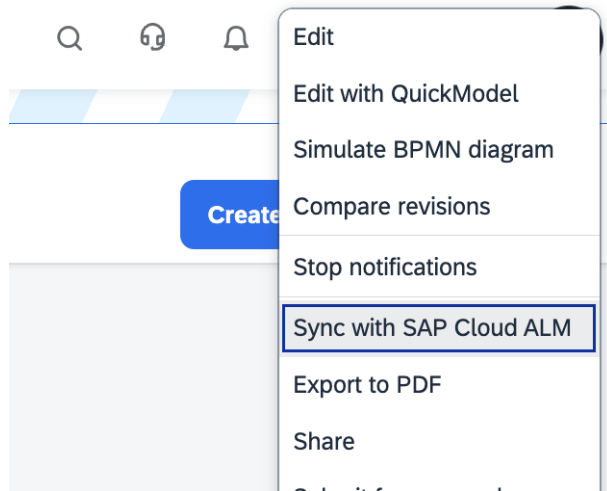 Edit
Edit with QuickModel
Simulate BPMN diagram
Create
Compare revisions
Stop notifications
Sync with SAP Cloud ALM
Export to PDF
Share